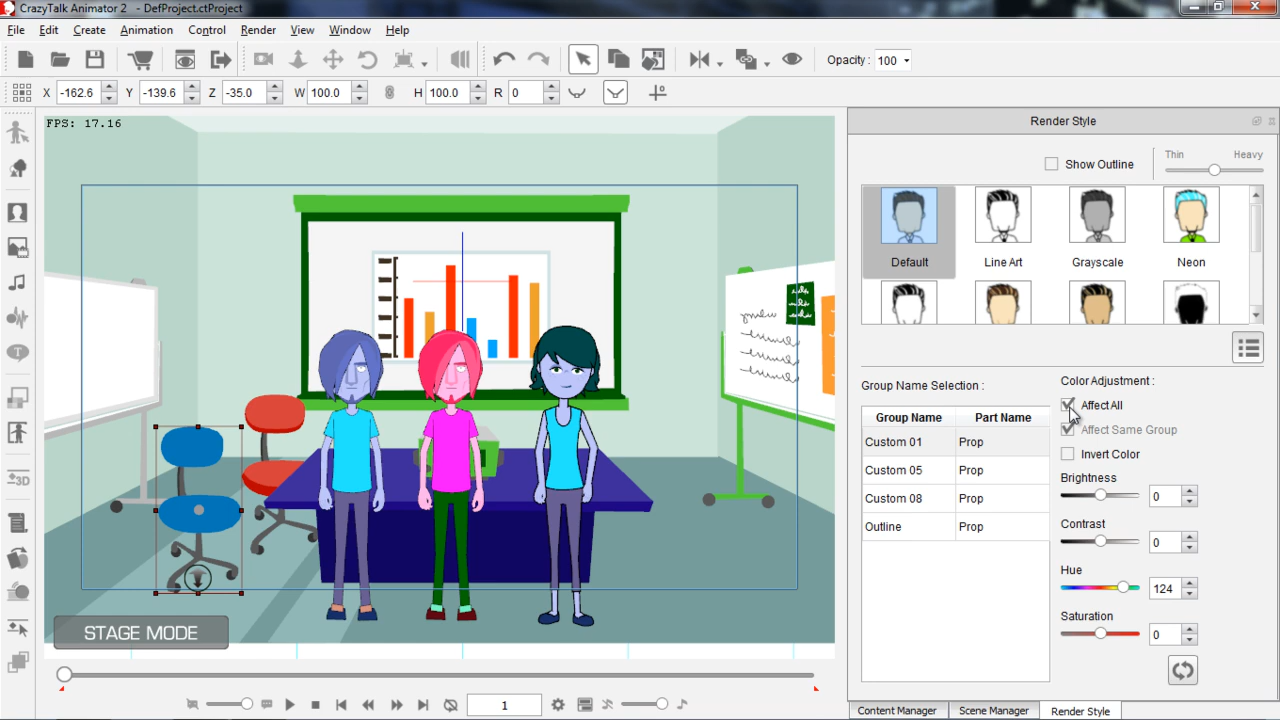 CrazyTalk Animator 2 - DefProject.ctProject
File Edit Create Animation Control Render View Window Help
Opacity : 100
X -162.6 Y -139.6 Z -35.0 W 100.0 H 100.0 R 0
FPS: 17.16
Render Style
Show Outline
Thin Heavy
Default Line Art Grayscale Neon
Group Name Selection :
Color Adjustment :
Group Name Part Name
Affect All
Custom 01 Prop
Affect Same Group
Invert Color
Custom 05 Prop
Brightness
Custom 08 Prop
0
Outline Prop
Contrast
0
Hue
124
Saturation
0
STAGE MODE
1
Content Manager Scene Manager Render Style